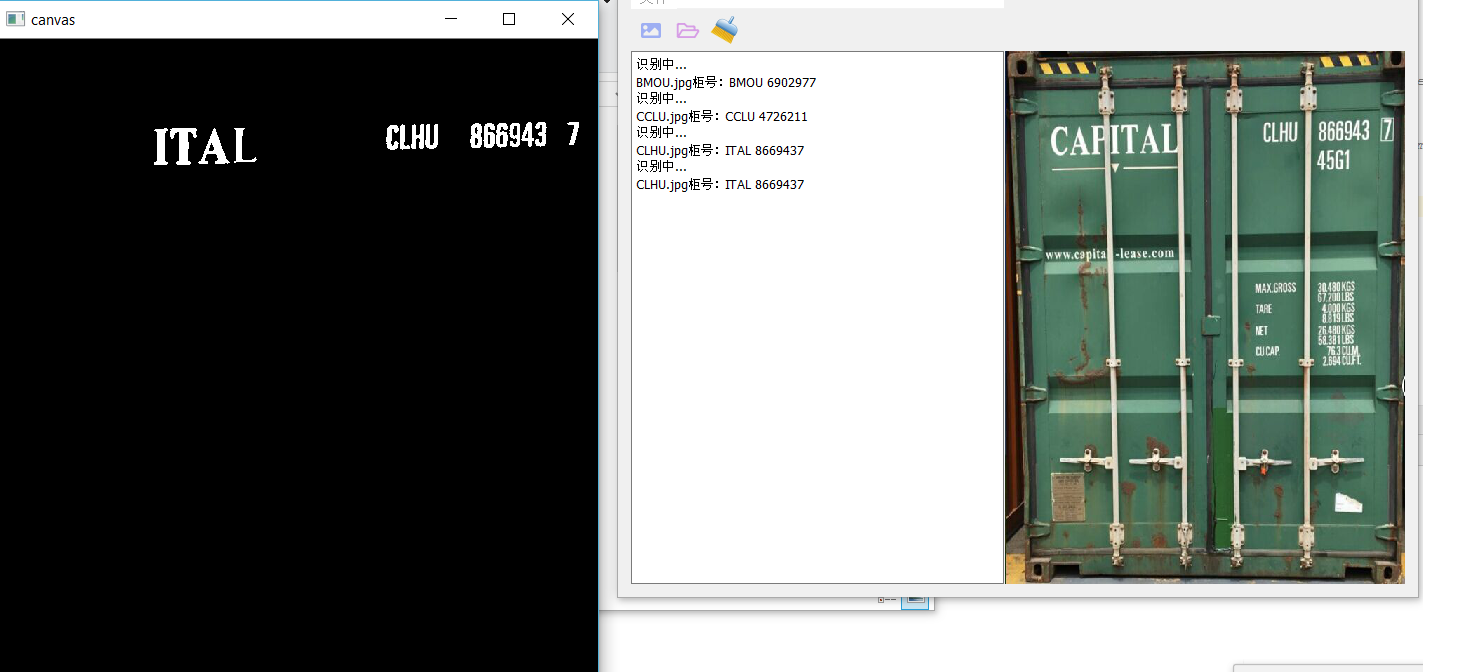 canvas
ITAL CLHU 866943 7
识别中...
BMOU.jpg柜号：BMOU 6902977
识别中...
CCLU.jpg柜号：CCLU 4726211
识别中...
CLHU.jpg柜号：ITAL 8669437
识别中...
CLHU.jpg柜号：ITAL 8669437
CAPITAL CLHU 866943 7
45G1
www.capita -lease.com
MAX.GROSS 30.480 KGS
67.200 LBS
TARE 4.000 KGS
8.819 LBS
NET 26.480 KGS
58.381 LBS
CU.CAP 76.3 CU.M.
2.694 CU.FT.